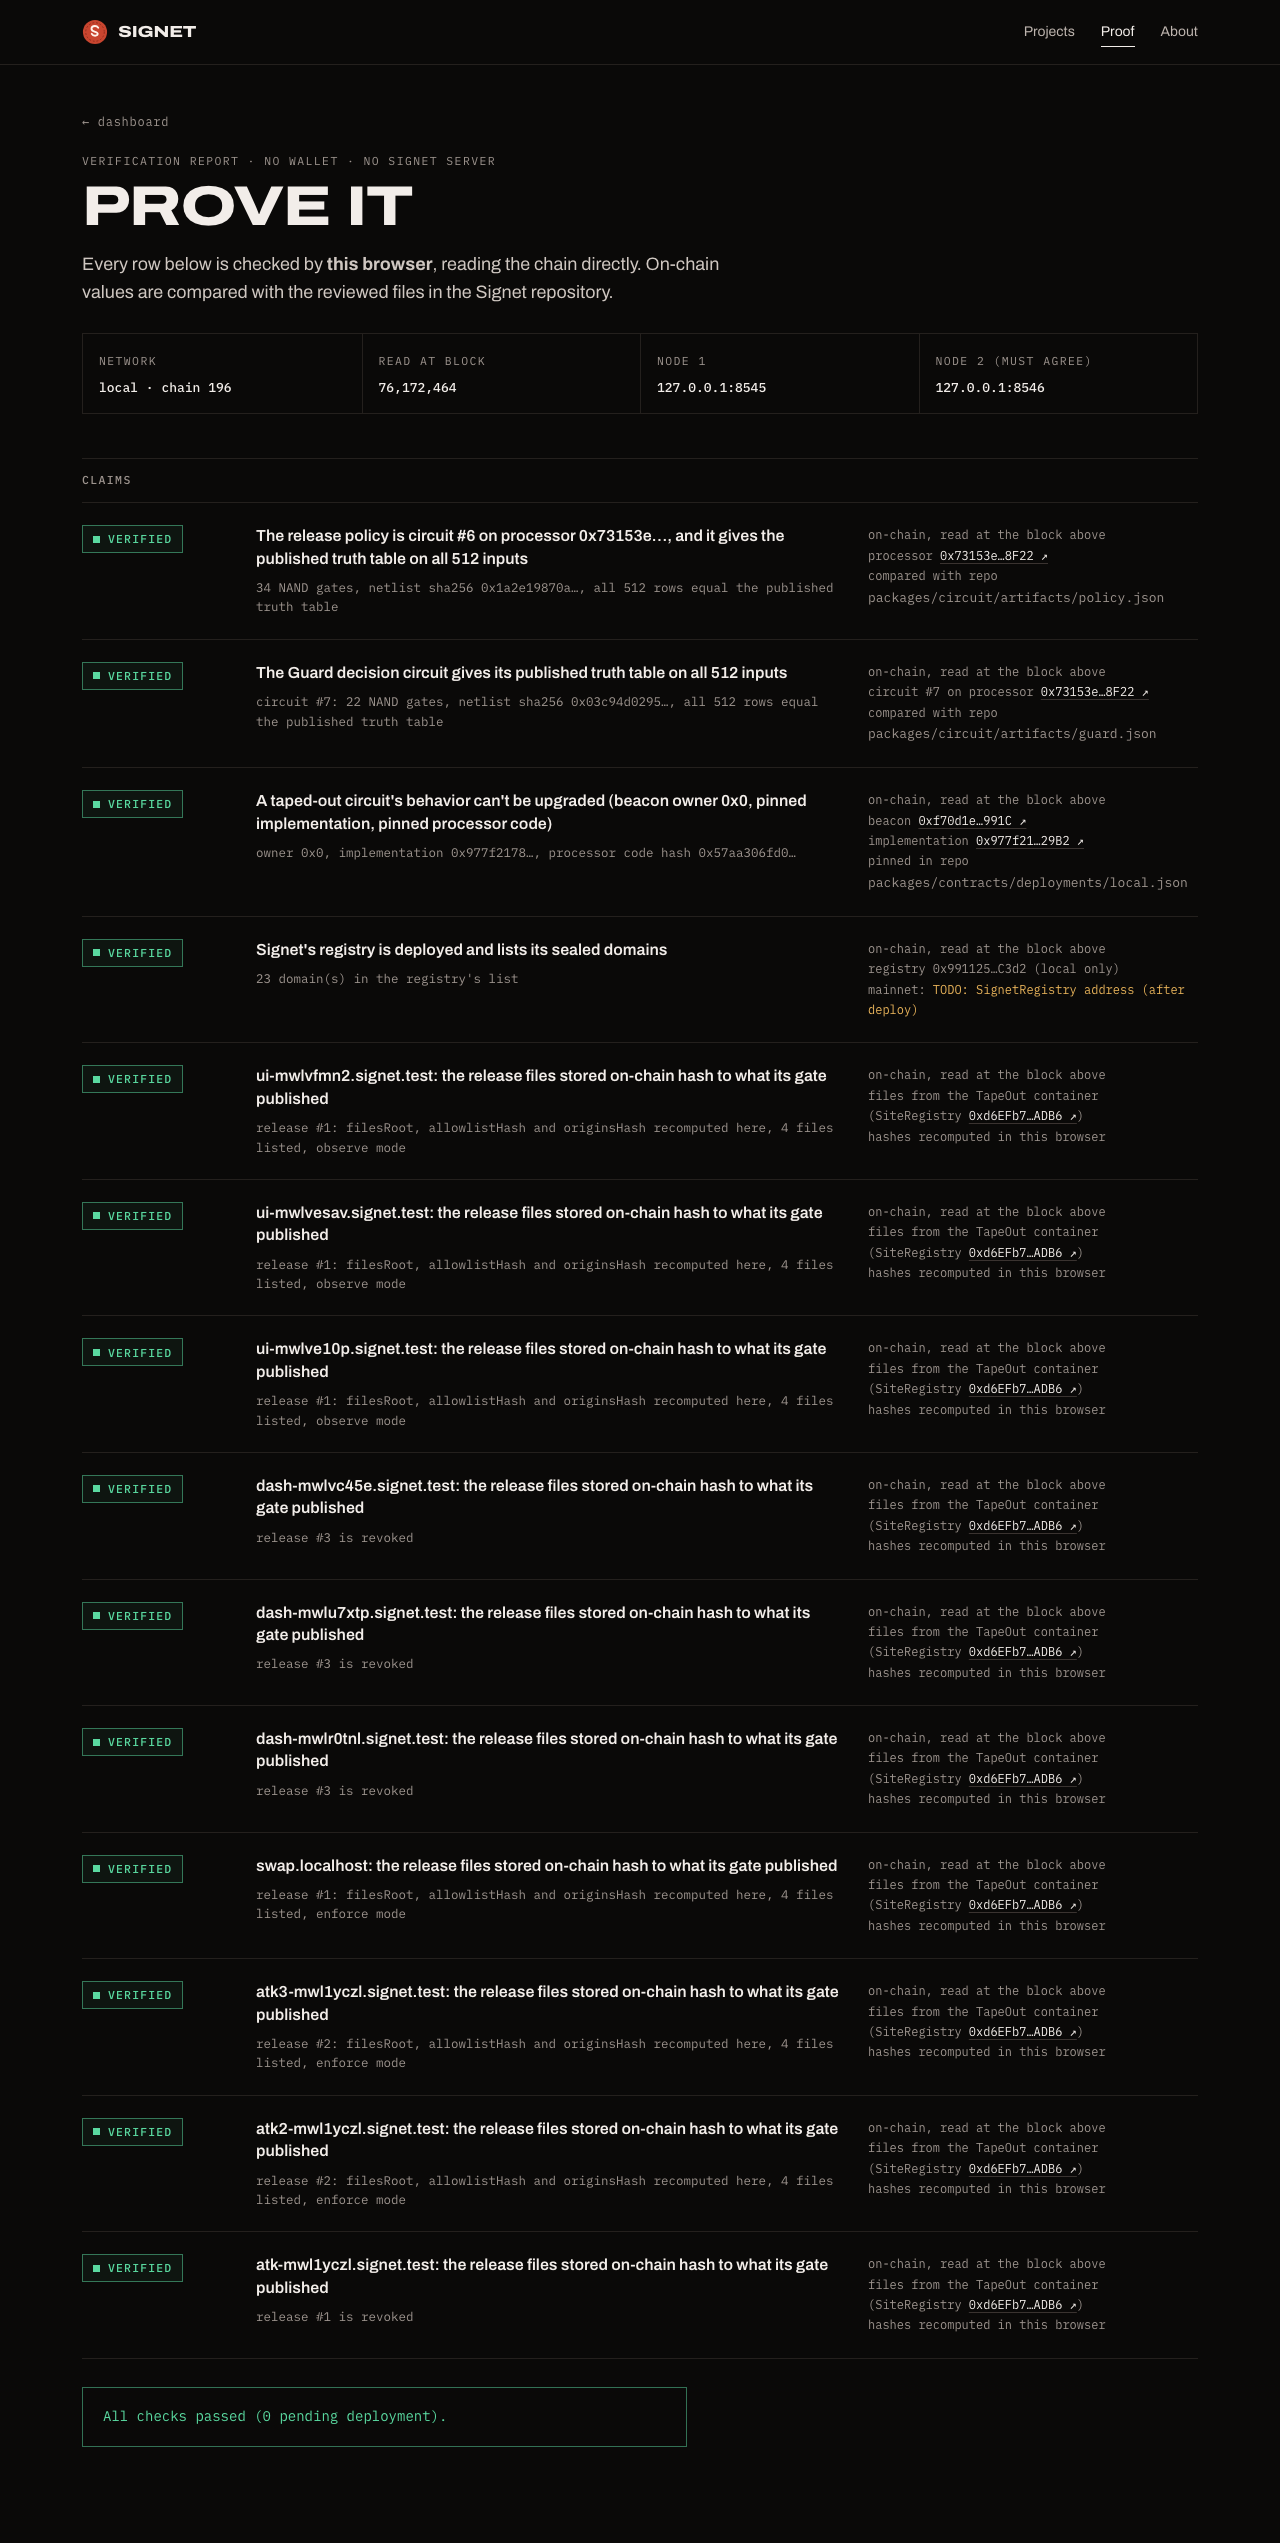 S SIGNET
Projects Proof About
← dashboard
VERIFICATION REPORT · NO WALLET · NO SIGNET SERVER
PROVE IT
Every row below is checked by this browser, reading the chain directly. On-chain
values are compared with the reviewed files in the Signet repository.
NETWORK
local · chain 196
READ AT BLOCK
76,172,464
NODE 1
127.0.0.1:8545
NODE 2 (MUST AGREE)
127.0.0.1:8546
CLAIMS
VERIFIED
The release policy is circuit #6 on processor 0x73153e…, and it gives the
published truth table on all 512 inputs
34 NAND gates, netlist sha256 0x1a2e19870a…, all 512 rows equal the published
truth table
on-chain, read at the block above
processor 0x73153e…8F22 ↗
compared with repo
packages/circuit/artifacts/policy.json
VERIFIED
The Guard decision circuit gives its published truth table on all 512 inputs
circuit #7: 22 NAND gates, netlist sha256 0x03c94d0295…, all 512 rows equal
the published truth table
on-chain, read at the block above
circuit #7 on processor 0x73153e…8F22 ↗
compared with repo
packages/circuit/artifacts/guard.json
VERIFIED
A taped-out circuit's behavior can't be upgraded (beacon owner 0x0, pinned
implementation, pinned processor code)
owner 0x0, implementation 0x977f2178…, processor code hash 0x57aa306fd0…
on-chain, read at the block above
beacon 0xf70d1e…991C ↗
implementation 0x977f21…29B2 ↗
pinned in repo
packages/contracts/deployments/local.json
VERIFIED
Signet's registry is deployed and lists its sealed domains
23 domain(s) in the registry's list
on-chain, read at the block above
registry 0x991125…C3d2 (local only)
mainnet: TODO: SignetRegistry address (after
deploy)
VERIFIED
ui-mwlvfmn2.signet.test: the release files stored on-chain hash to what its gate
published
release #1: filesRoot, allowlistHash and originsHash recomputed here, 4 files
listed, observe mode
on-chain, read at the block above
files from the TapeOut container
(SiteRegistry 0xd6EFb7…ADB6 ↗)
hashes recomputed in this browser
VERIFIED
ui-mwlvesav.signet.test: the release files stored on-chain hash to what its gate
published
release #1: filesRoot, allowlistHash and originsHash recomputed here, 4 files
listed, observe mode
on-chain, read at the block above
files from the TapeOut container
(SiteRegistry 0xd6EFb7…ADB6 ↗)
hashes recomputed in this browser
VERIFIED
ui-mwlve10p.signet.test: the release files stored on-chain hash to what its gate
published
release #1: filesRoot, allowlistHash and originsHash recomputed here, 4 files
listed, observe mode
on-chain, read at the block above
files from the TapeOut container
(SiteRegistry 0xd6EFb7…ADB6 ↗)
hashes recomputed in this browser
VERIFIED
dash-mwlvc45e.signet.test: the release files stored on-chain hash to what its
gate published
release #3 is revoked
on-chain, read at the block above
files from the TapeOut container
(SiteRegistry 0xd6EFb7…ADB6 ↗)
hashes recomputed in this browser
VERIFIED
dash-mwlu7xtp.signet.test: the release files stored on-chain hash to what its
gate published
release #3 is revoked
on-chain, read at the block above
files from the TapeOut container
(SiteRegistry 0xd6EFb7…ADB6 ↗)
hashes recomputed in this browser
VERIFIED
dash-mwlr0tnl.signet.test: the release files stored on-chain hash to what its gate
published
release #3 is revoked
on-chain, read at the block above
files from the TapeOut container
(SiteRegistry 0xd6EFb7…ADB6 ↗)
hashes recomputed in this browser
VERIFIED
swap.localhost: the release files stored on-chain hash to what its gate published
release #1: filesRoot, allowlistHash and originsHash recomputed here, 4 files
listed, enforce mode
on-chain, read at the block above
files from the TapeOut container
(SiteRegistry 0xd6EFb7…ADB6 ↗)
hashes recomputed in this browser
VERIFIED
atk3-mwl1yczl.signet.test: the release files stored on-chain hash to what its gate
published
release #2: filesRoot, allowlistHash and originsHash recomputed here, 4 files
listed, enforce mode
on-chain, read at the block above
files from the TapeOut container
(SiteRegistry 0xd6EFb7…ADB6 ↗)
hashes recomputed in this browser
VERIFIED
atk2-mwl1yczl.signet.test: the release files stored on-chain hash to what its gate
published
release #2: filesRoot, allowlistHash and originsHash recomputed here, 4 files
listed, enforce mode
on-chain, read at the block above
files from the TapeOut container
(SiteRegistry 0xd6EFb7…ADB6 ↗)
hashes recomputed in this browser
VERIFIED
atk-mwl1yczl.signet.test: the release files stored on-chain hash to what its gate
published
release #1 is revoked
on-chain, read at the block above
files from the TapeOut container
(SiteRegistry 0xd6EFb7…ADB6 ↗)
hashes recomputed in this browser
All checks passed (0 pending deployment).